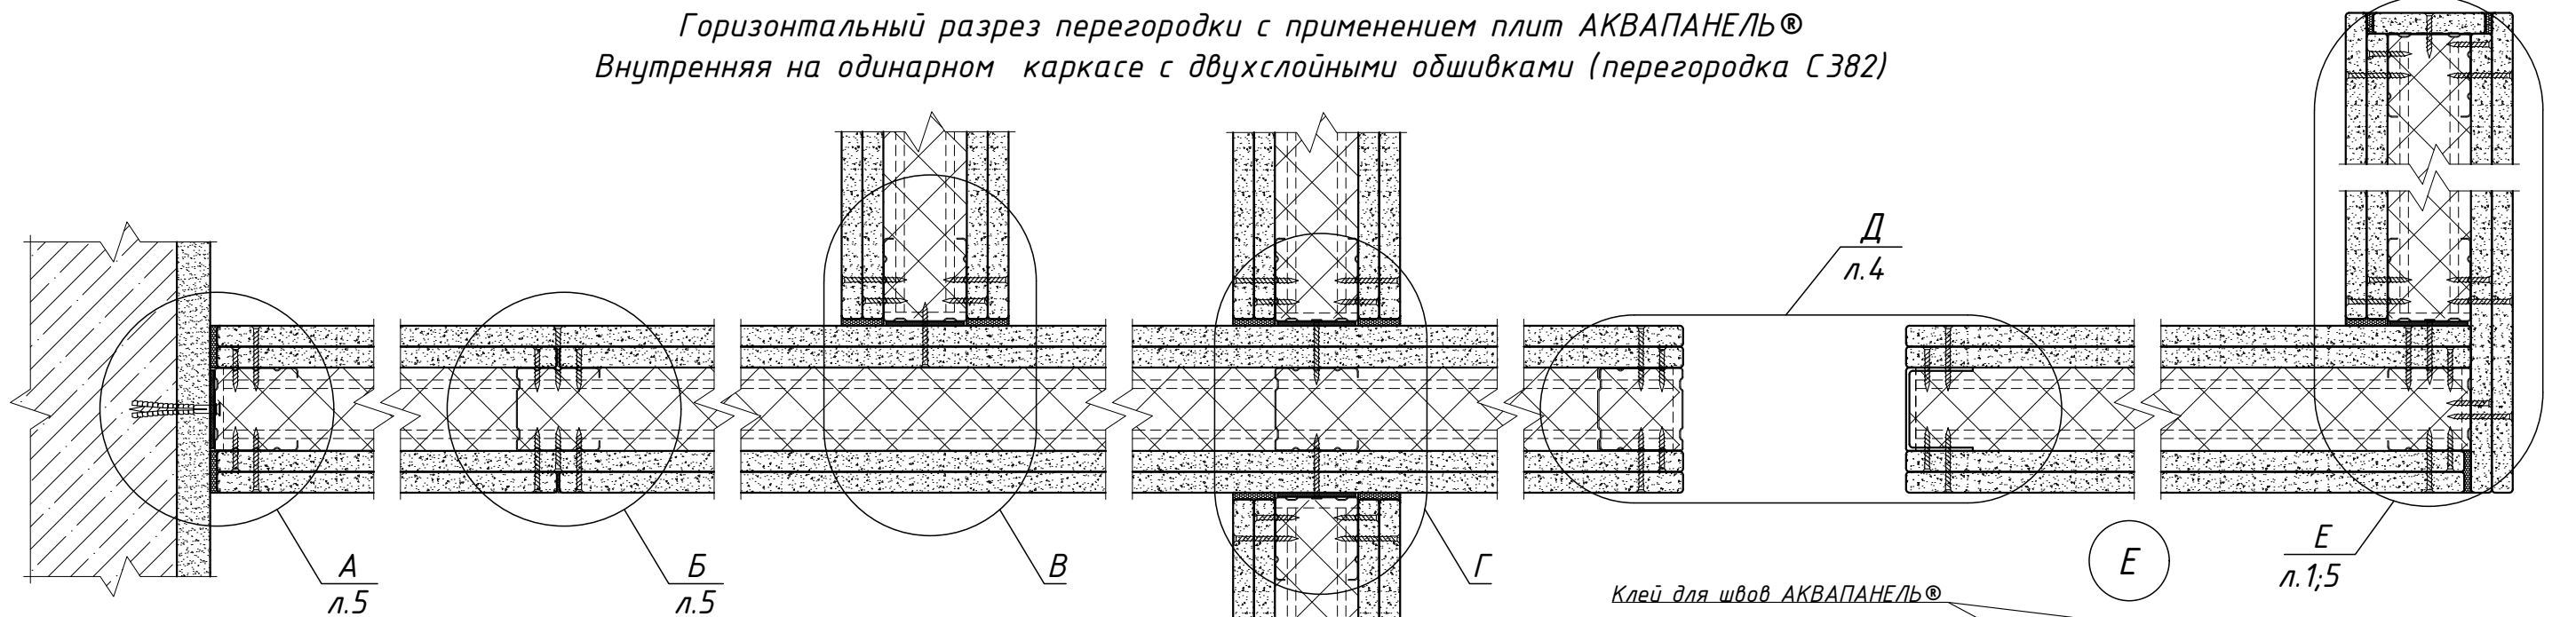 Горизонтальный разрез перегородки с применением плит АКВАПАНЕЛЬ®
Внутренняя на одинарном каркасе с двухслойными обшивками (перегородка С382)
Д
л.4
А
л.5
Б
л.5
В
Г
Е
Е
л.1;5
Клей для швов АКВАПАНЕЛЬ®